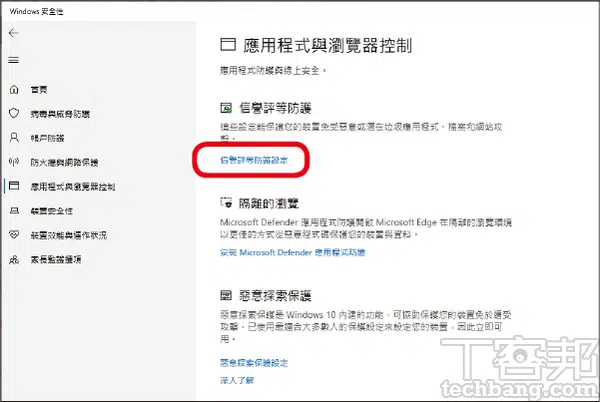 Windows 安全性
首頁
病毒與威脅防護
帳戶防護
防火牆與網路保護
應用程式與瀏覽器控制
裝置安全性
裝置效能與運作狀況
家長監護選項
應用程式與瀏覽器控制
應用程式防護與線上安全。
信譽評等防護
這些設定能保護您的裝置免受惡意或潛在垃圾應用程式、檔案和網站攻
擊。
信譽評等防護設定
隔離的瀏覽
Microsoft Defender 應用程式防護開啟 Microsoft Edge 在隔離的瀏覽環境
以更佳的方式從惡意程式碼保護您的裝置與資料。
安裝 Microsoft Defender 應用程式防護
惡意探索保護
惡意探索保護是 Windows 10 內建的功能，可協助保護您的裝置免於遭受
攻擊。已使用最適合大多數人的保護設定來設定您的裝置，因此立即可
用。
惡意探索保護設定
深入了解
T客邦
techbang.com